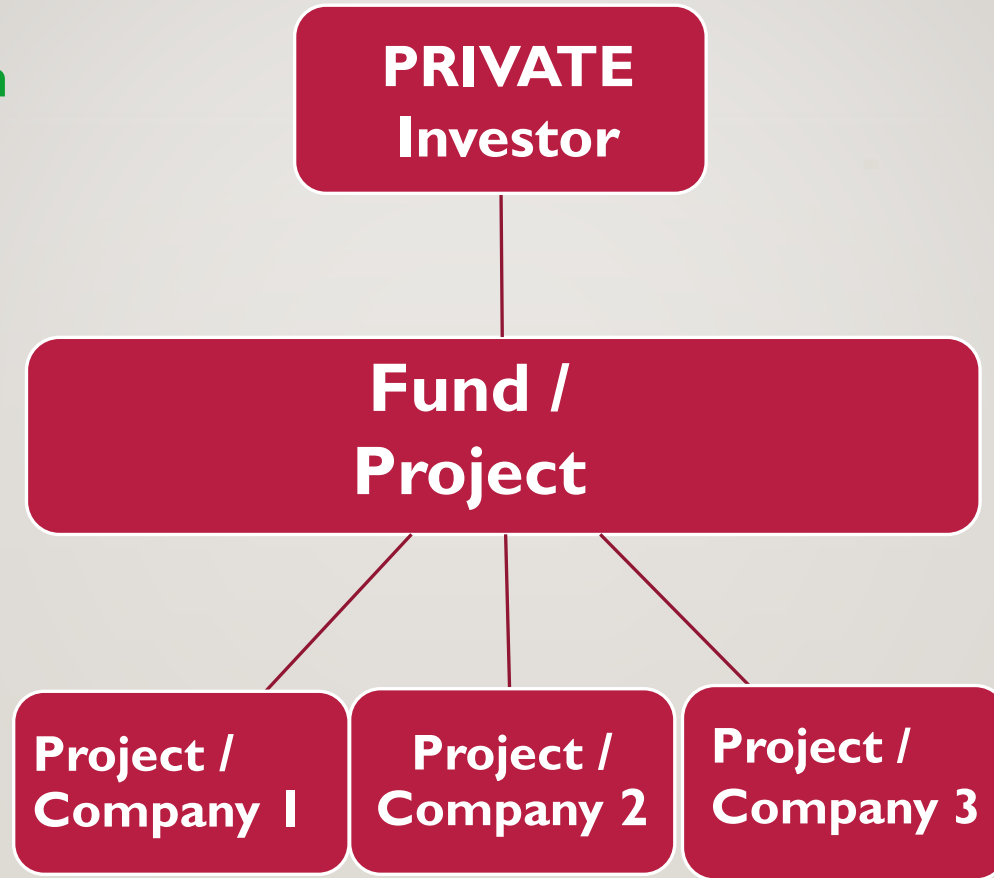 PRIVATE
Investor
Fund /
Project
Project /
Company 1
Project /
Company 2
Project /
Company 3